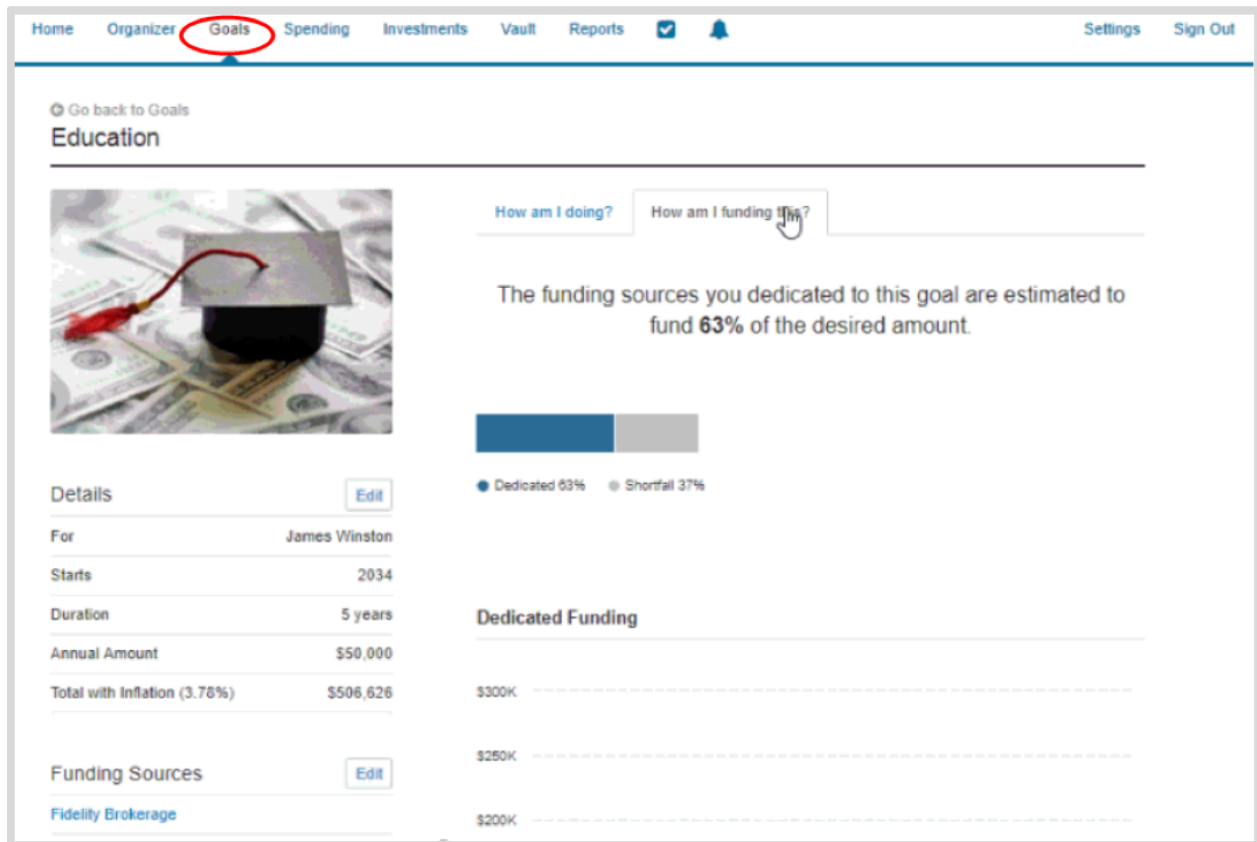 Home Organizer Goals Spending Investments Vault Reports Settings Sign Out
Go back to Goals
Education
How am I doing? How am I funding this?
The funding sources you dedicated to this goal are estimated to
fund 63% of the desired amount.
Dedicated 63% Shortfall 37%
Details Edit
For James Winston
Starts 2034
Duration 5 years
Annual Amount $50,000
Total with Inflation (3.78%) $506,626
Funding Sources Edit
Fidelity Brokerage
Dedicated Funding
$300K
$250K
$200K